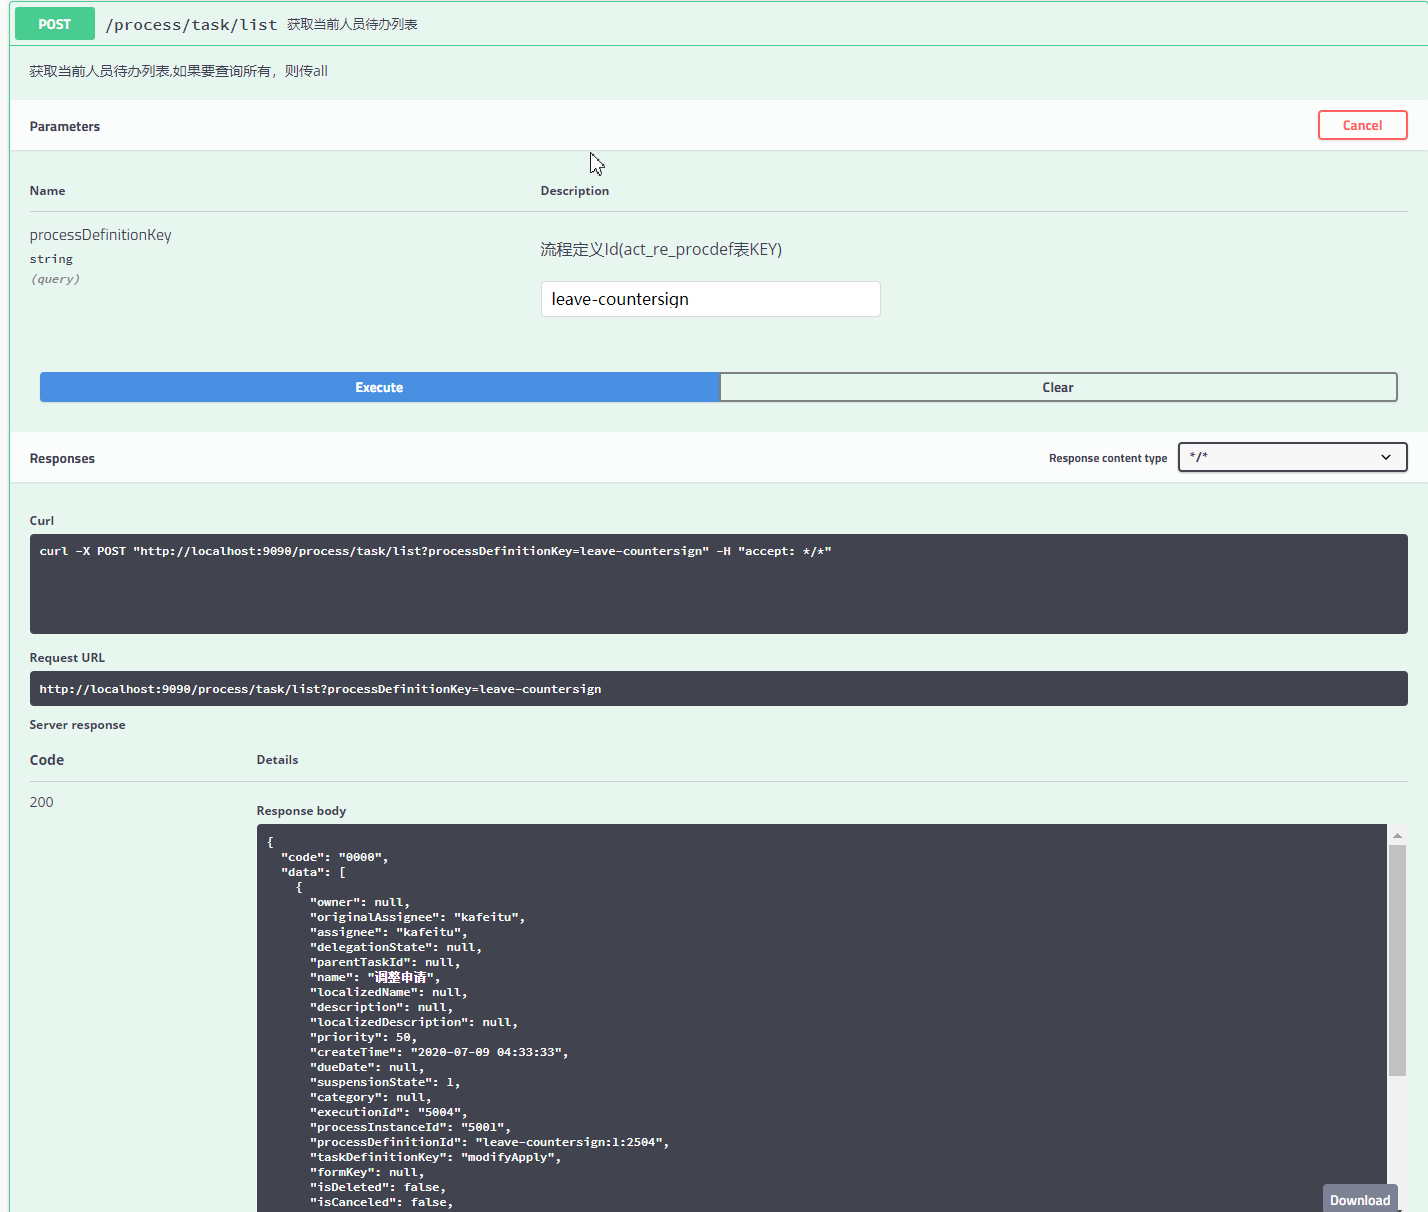 POST /process/task/list 获取当前人员待办列表
获取当前人员待办列表,如果要查询所有，则传all
Parameters
Cancel
Name Description
processDefinitionKey
string
(query)
流程定义Id(act_re_procdef表KEY)
leave-countersign
Execute Clear
Responses
Response content type */*
Curl
curl -X POST "http://localhost:9090/process/task/list?processDefinitionKey=leave-countersign" -H "accept: */*"
Request URL
http://localhost:9090/process/task/list?processDefinitionKey=leave-countersign
Server response
Code Details
200
Response body
{
"code": "0000",
"data": [
{
"owner": null,
"originalAssignee": "kafeitu",
"assignee": "kafeitu",
"delegationState": null,
"parentTaskId": null,
"name": "调整申请",
"localizedName": null,
"description": null,
"localizedDescription": null,
"priority": 50,
"createTime": "2020-07-09 04:33:33",
"dueDate": null,
"suspensionState": 1,
"category": null,
"executionId": "5004",
"processInstanceId": "5001",
"processDefinitionId": "leave-countersign:1:2504",
"taskDefinitionKey": "modifyApply",
"formKey": null,
"isDeleted": false,
"isCanceled": false,
Download